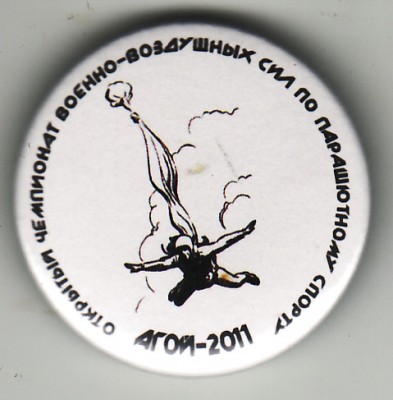 ОТКРЫТЫЙ ЧЕМПИОНАТ ВОЕННО-ВОЗДУШНЫХ СИЛ ПО ПАРАШЮТНОМУ СПОРТУ
АГОЙ-2011